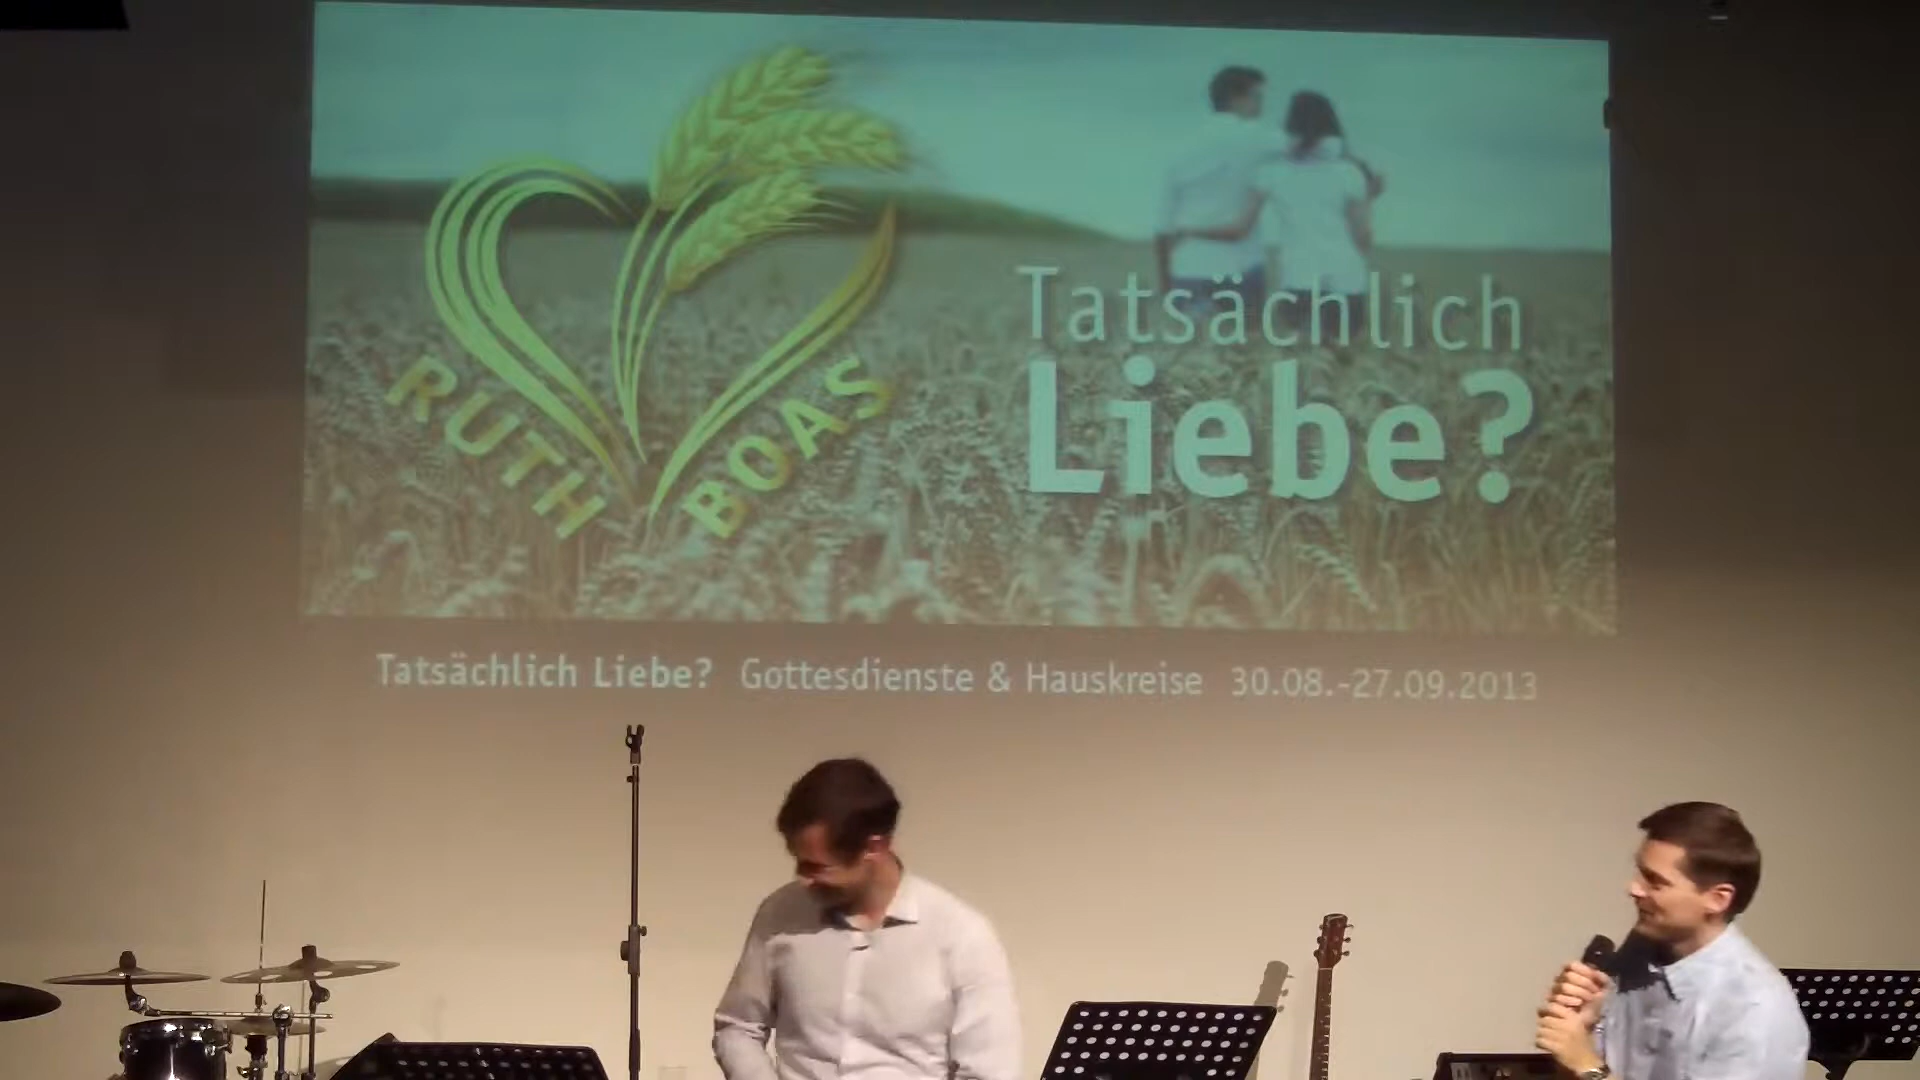 RUTH BOAS
Tatsächlich
Liebe?
Tatsächlich Liebe? Gottesdienste & Hauskreise 30.08.-27.09.2013